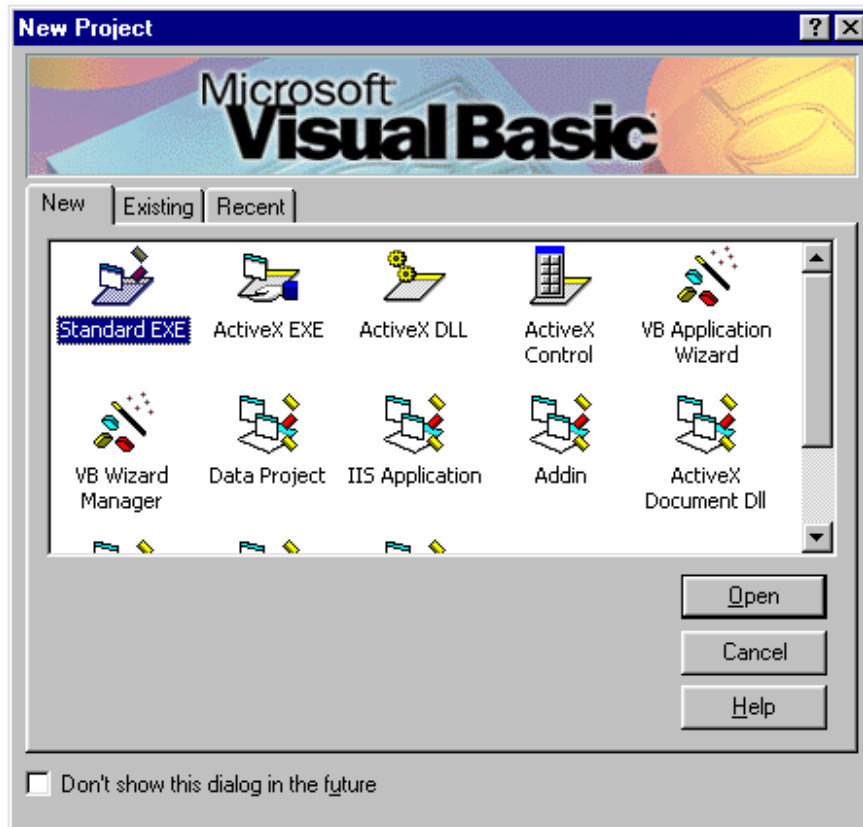 New Project
Microsoft
Visual Basic
New Existing Recent
Standard EXE ActiveX EXE ActiveX DLL ActiveX Control VB Application Wizard
VB Wizard Manager Data Project IIS Application Addin ActiveX Document Dll
Open
Cancel
Help
Don't show this dialog in the future